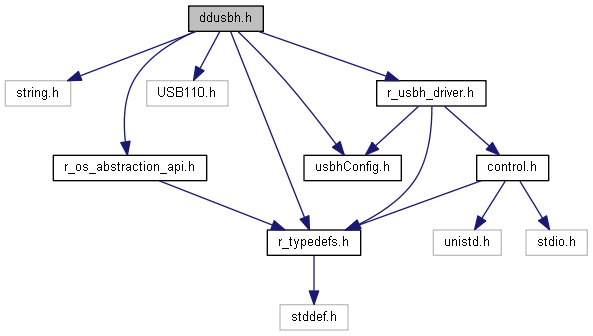 ddusbh.h
string.h
USB110.h
r_usbh_driver.h
r_os_abstraction_api.h
usbhConfig.h
control.h
r_typedefs.h
unistd.h
stdio.h
stddef.h